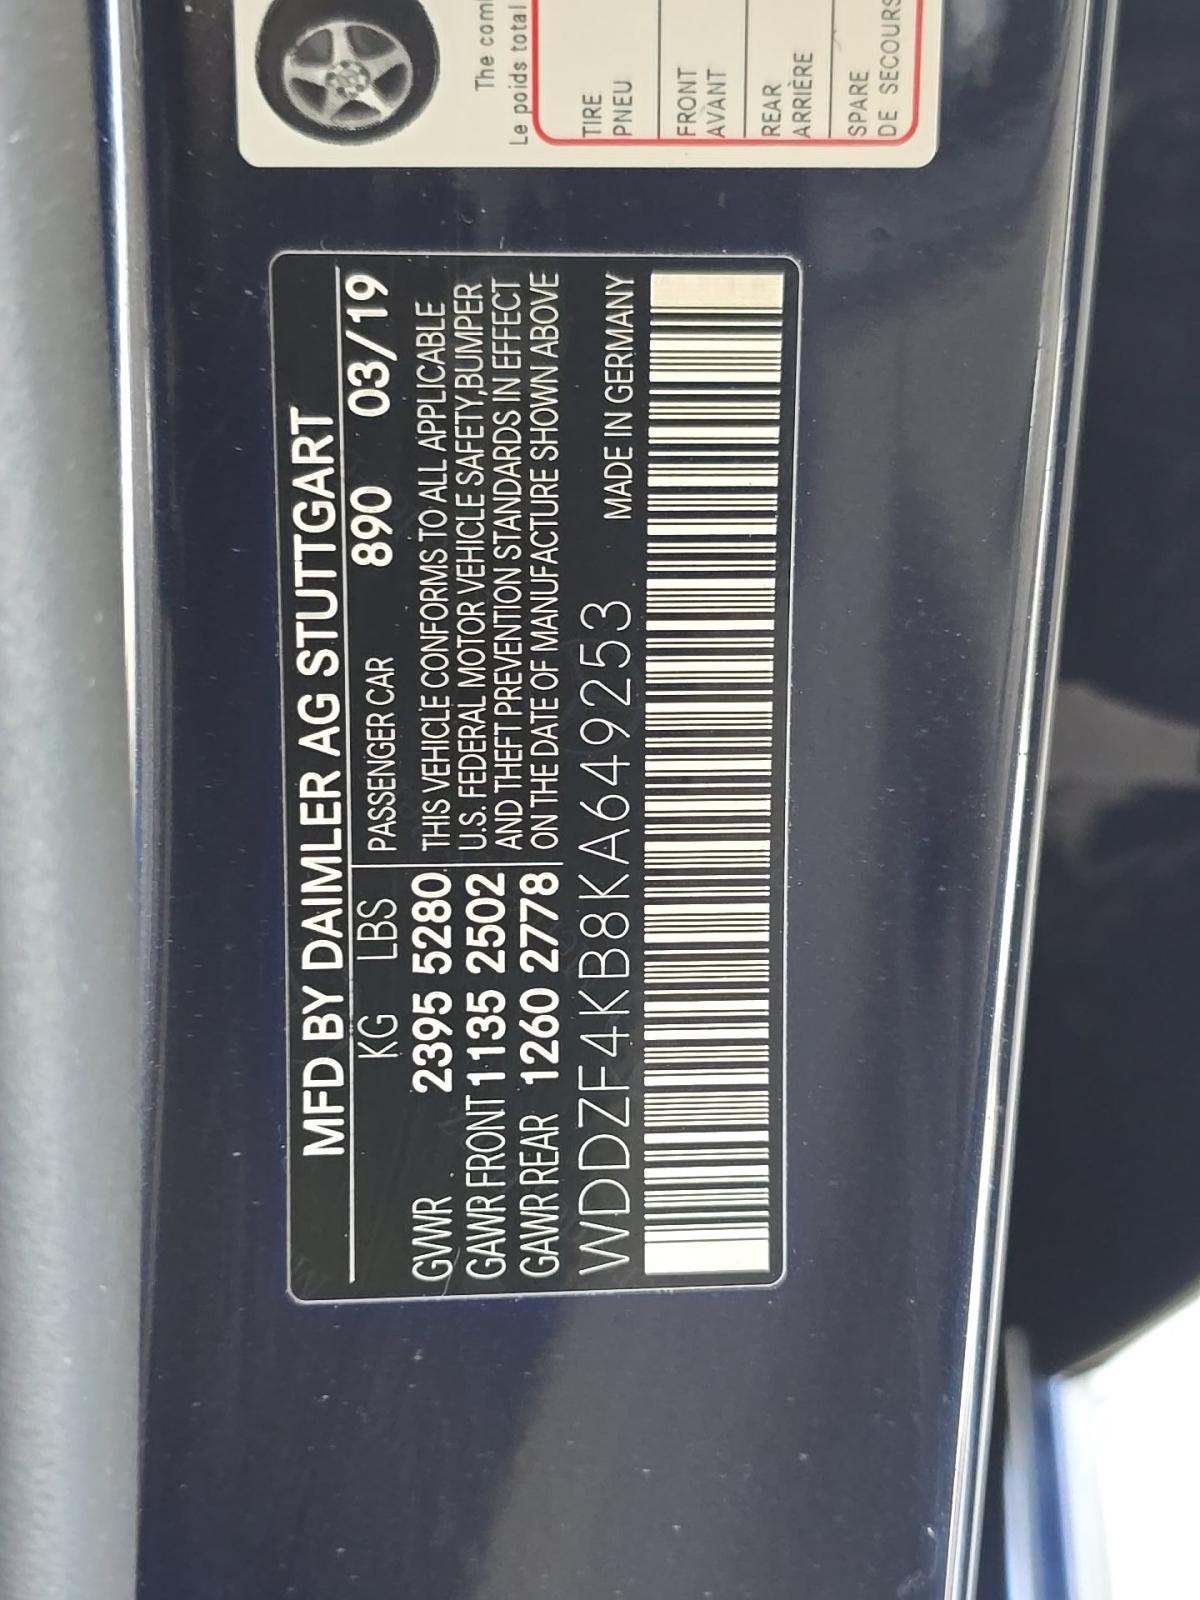 MFD BY DAIMLER AG STUTTGART
KG LBS PASSENGER CAR 890 03/19
GVWR 2395 5280 THIS VEHICLE CONFORMS TO ALL APPLICABLE
GAWR FRONT 1135 2502 U.S. FEDERAL MOTOR VEHICLE SAFETY,BUMPER
AND THEFT PREVENTION STANDARDS IN EFFECT
GAWR REAR 1260 2778 ON THE DATE OF MANUFACTURE SHOWN ABOVE
WDDZF4KB8KA649253 MADE IN GERMANY
The
Le poids total
TIRE
PNEU
FRONT
AVANT
REAR
ARRIÈRE
SPARE
DE SECOURS